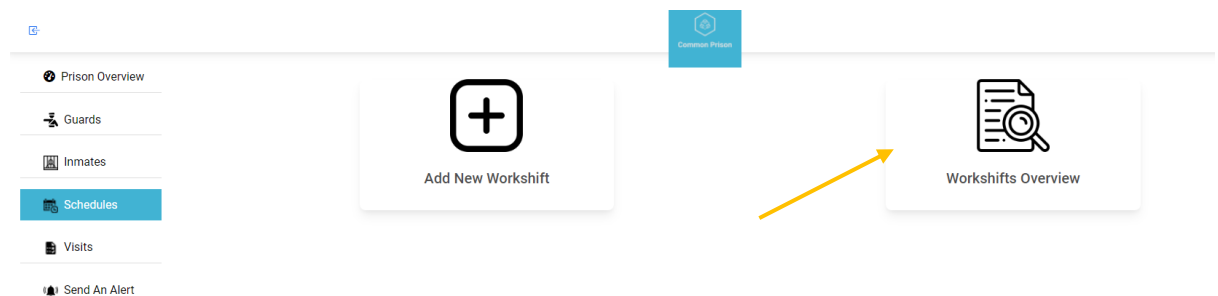 Common Prison
Prison Overview
Guards
Inmates
Schedules
Visits
Send An Alert
Add New Workshift
Workshifts Overview